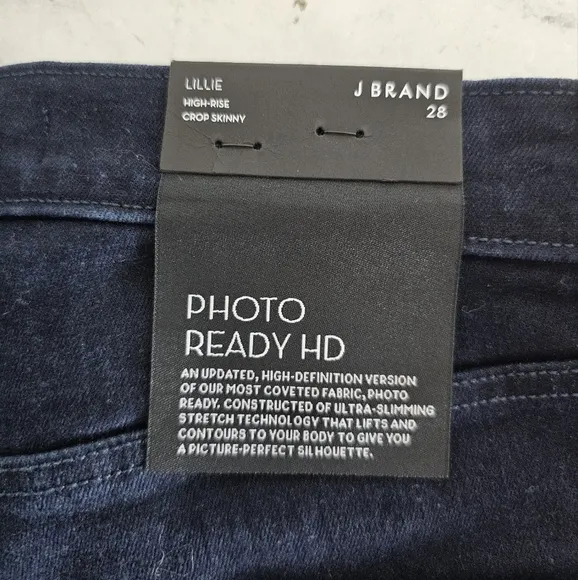 LILLIE
HIGH-RISE
CROP SKINNY
J BRAND
28
PHOTO
READY HD
AN UPDATED, HIGH-DEFINITION VERSION
OF OUR MOST COVETED FABRIC, PHOTO
READY. CONSTRUCTED OF ULTRA-SLIMMING
STRETCH TECHNOLOGY THAT LIFTS AND
CONTOURS TO YOUR BODY TO GIVE YOU
A PICTURE-PERFECT SILHOUETTE.